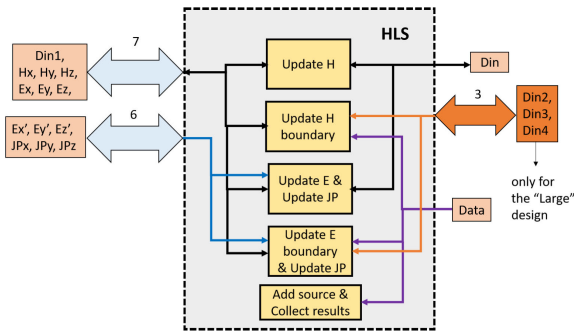 HLS
Din1,
Hx, Hy, Hz,
Ex, Ey, Ez,
7
Update H
Din
Ex’, Ey’, Ez’,
JPx, JPy, JPz
6
Update H
boundary
3
Din2,
Din3,
Din4
only for
the “Large”
design
Update E &
Update JP
Data
Update E
boundary
& Update JP
Add source &
Collect results